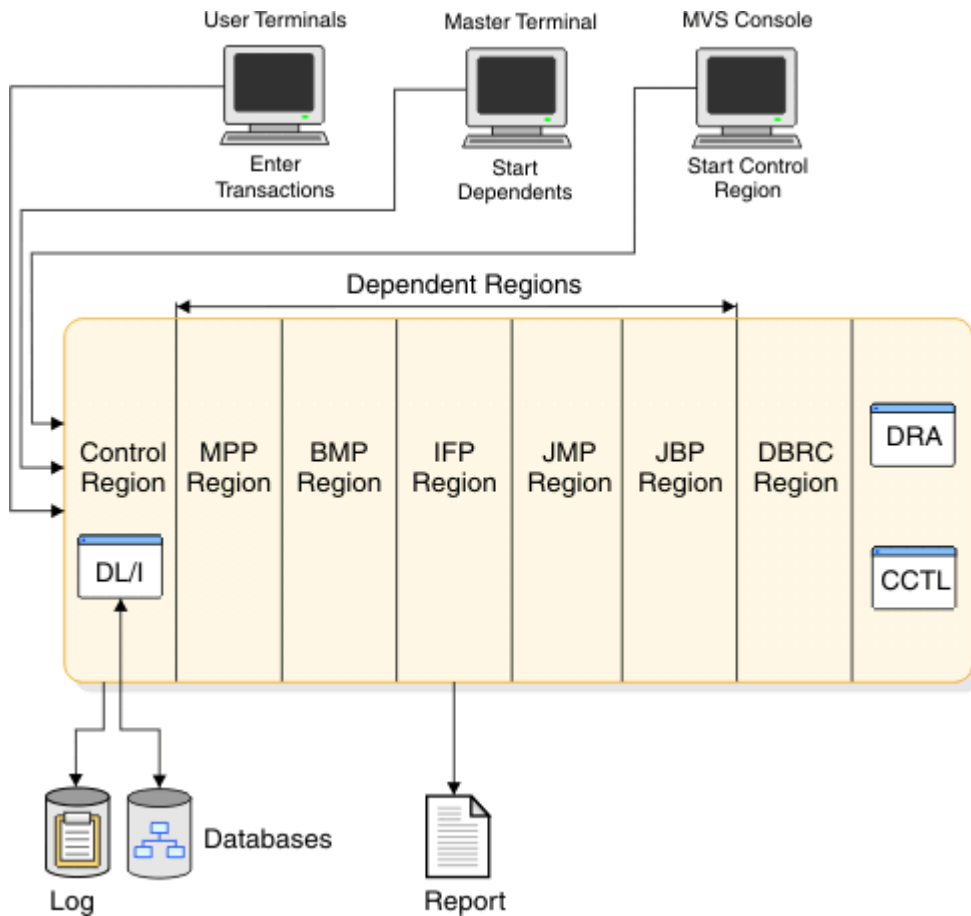 User Terminals
Master Terminal
MVS Console
Enter
Transactions
Start
Dependents
Start Control
Region
Dependent Regions
Control
Region
MPP
Region
BMP
Region
IFP
Region
JMP
Region
JBP
Region
DBRC
Region
DRA
DL/I
CCTL
Databases
Log
Report